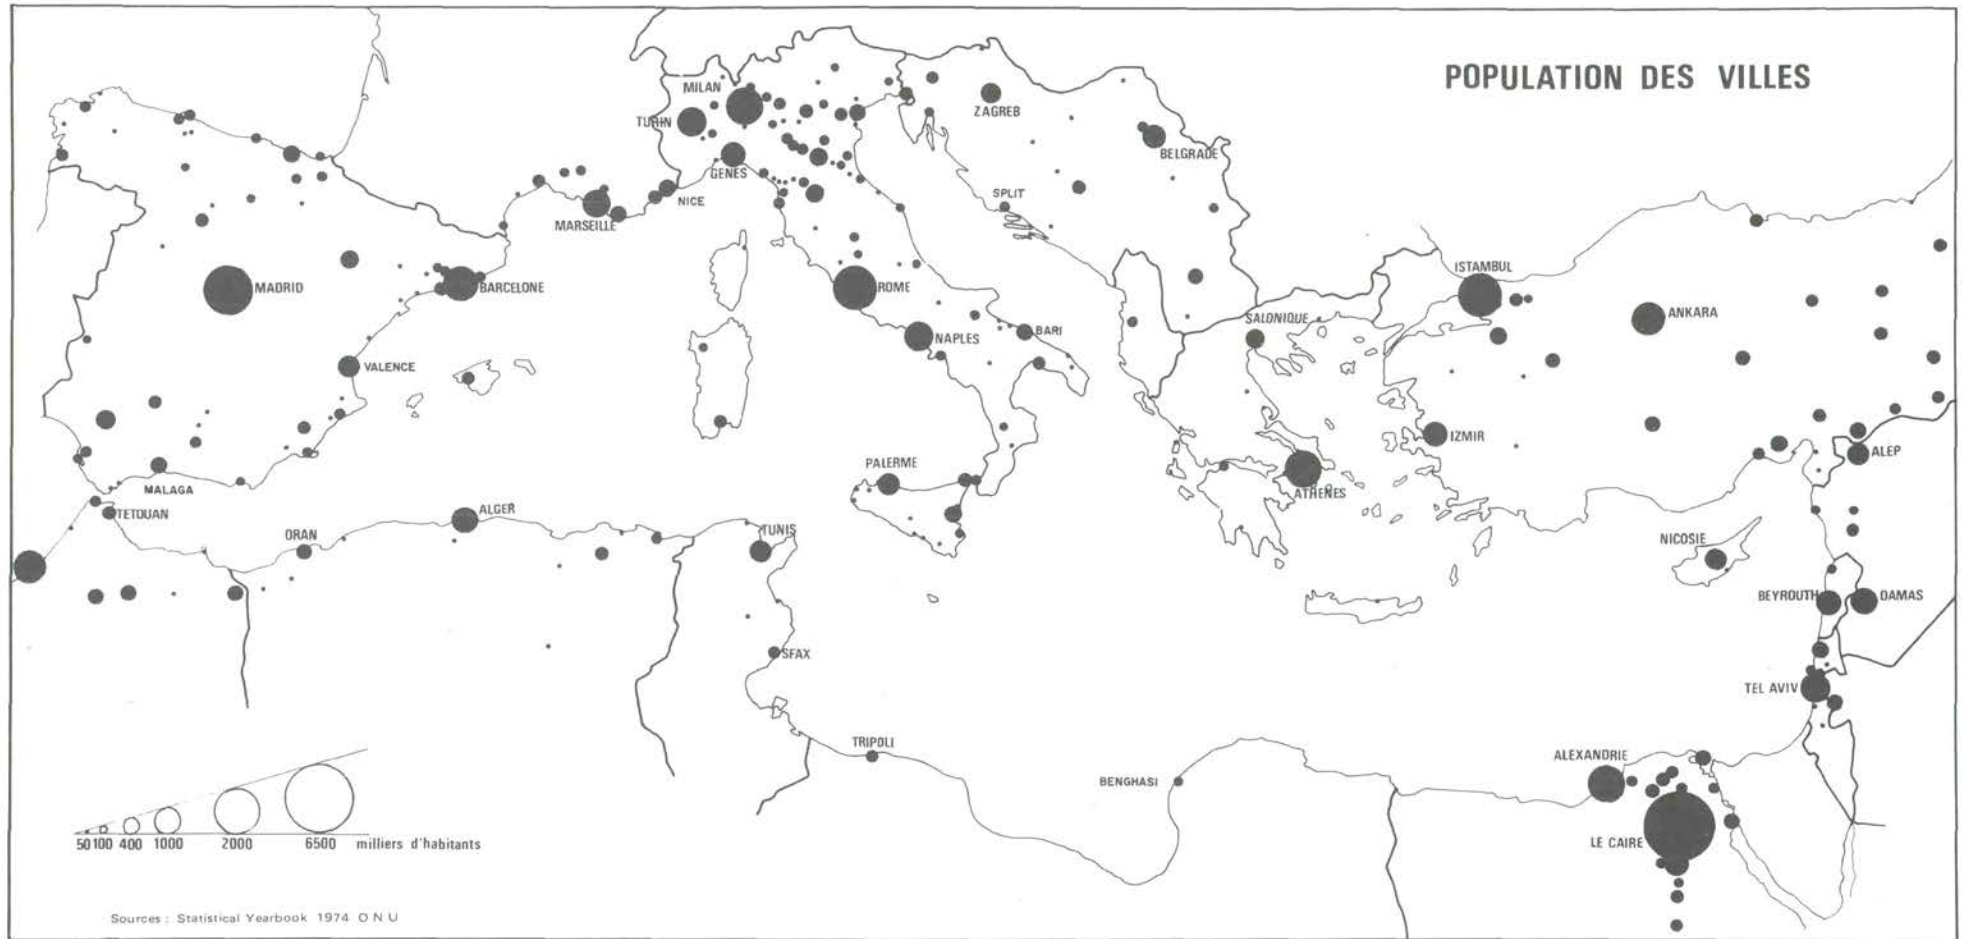 POPULATION DES VILLES
MILAN
TURIN
ZAGREB
BELGRADE
GENES
NICE
MARSEILLE
SPLIT
MADRID
BARCELONE
ROME
ISTAMBUL
ANKARA
SALONIQUE
NAPLES
BARI
VALENCE
IZMIR
ALEP
PALERME
ATHENES
MALAGA
TETOUAN
ALGER
ORAN
TUNIS
NICOSIE
BEYROUTH
DAMAS
SFAX
TEL AVIV
TRIPOLI
BENGHASI
ALEXANDRIE
LE CAIRE
50 100 400 1000 2000 6500 milliers d'habitants
Sources : Statistical Yearbook 1974 O N U